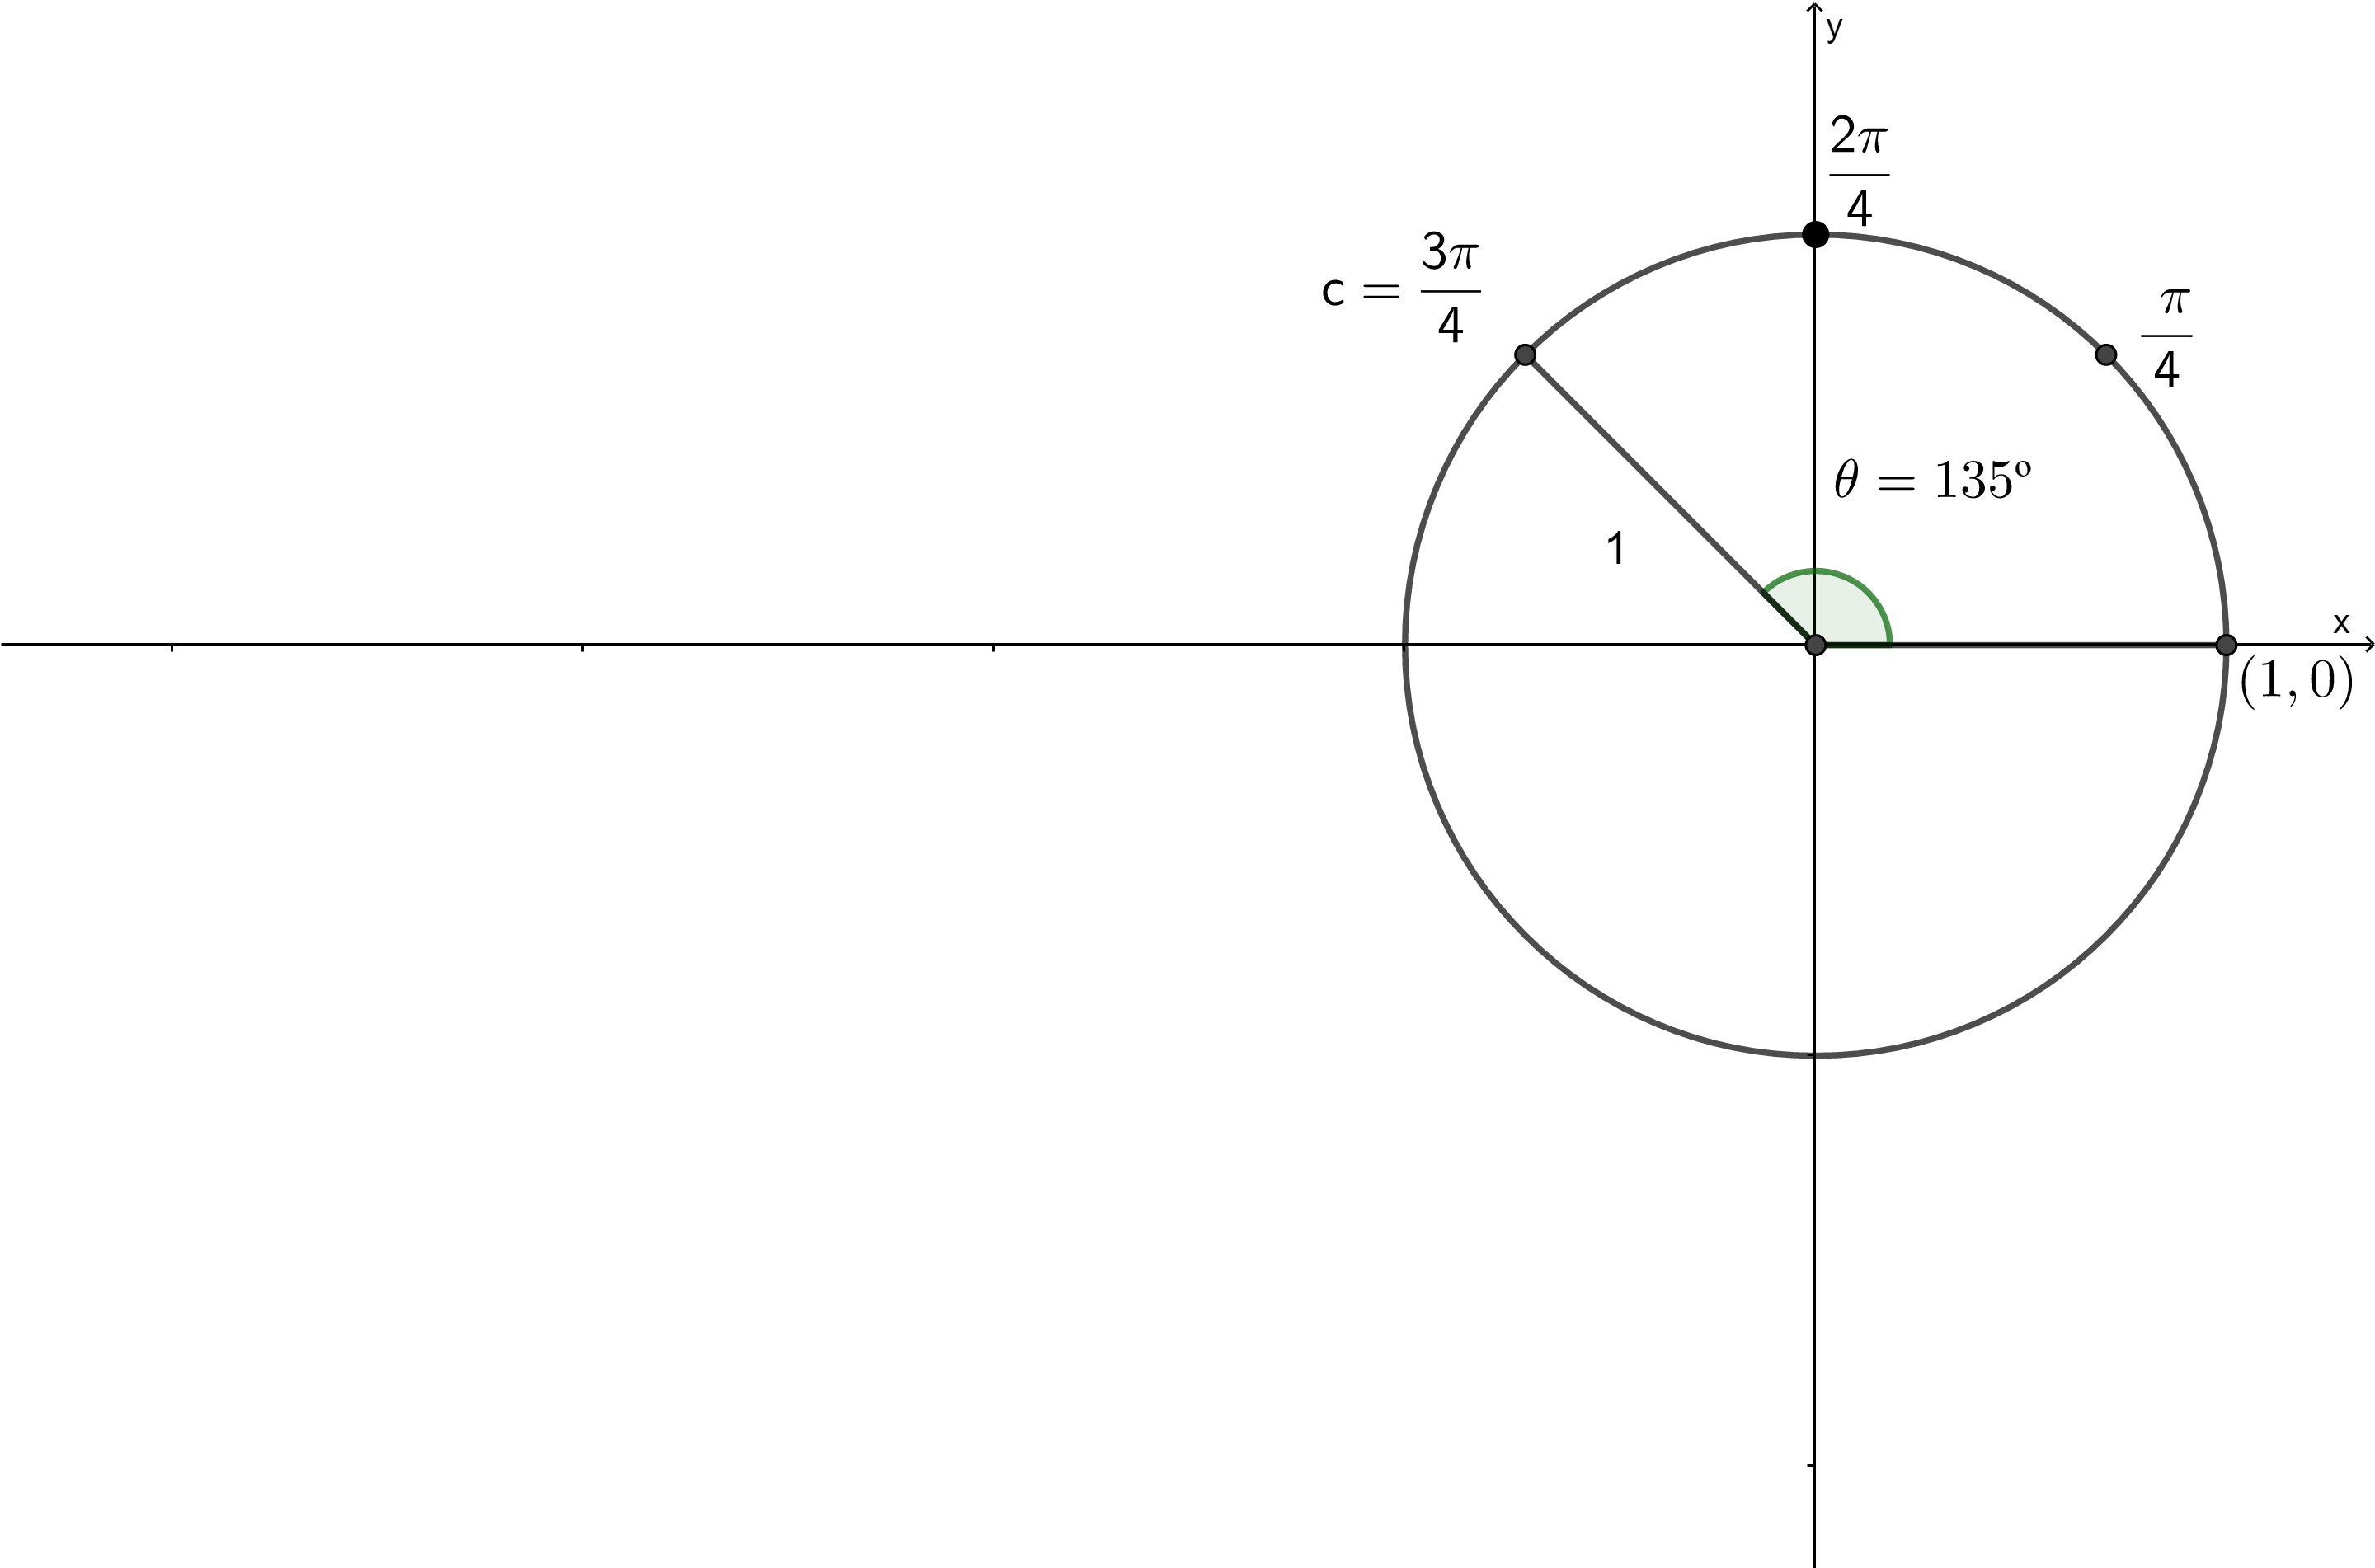 y
2π/4
c = 3π/4
π/4
θ = 135º
1
x
(1, 0)